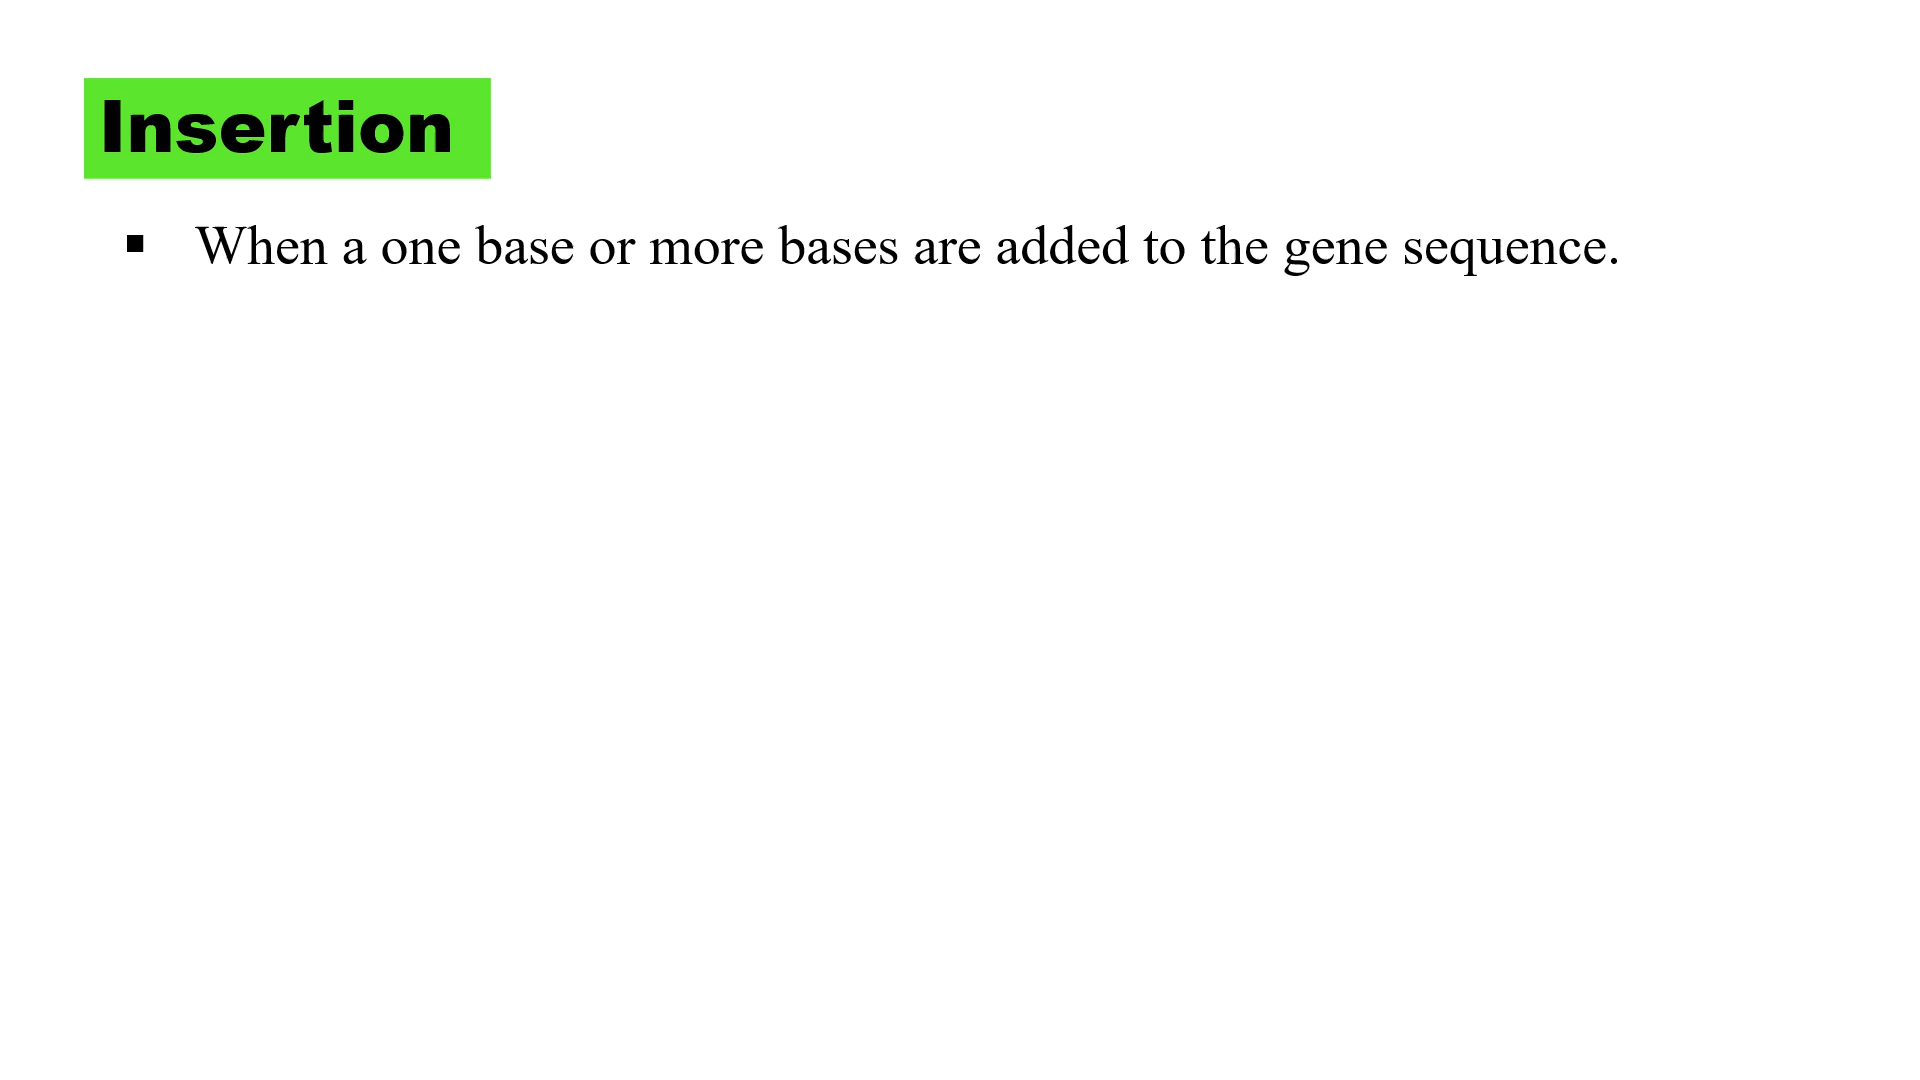 Insertion
▪ When a one base or more bases are added to the gene sequence.